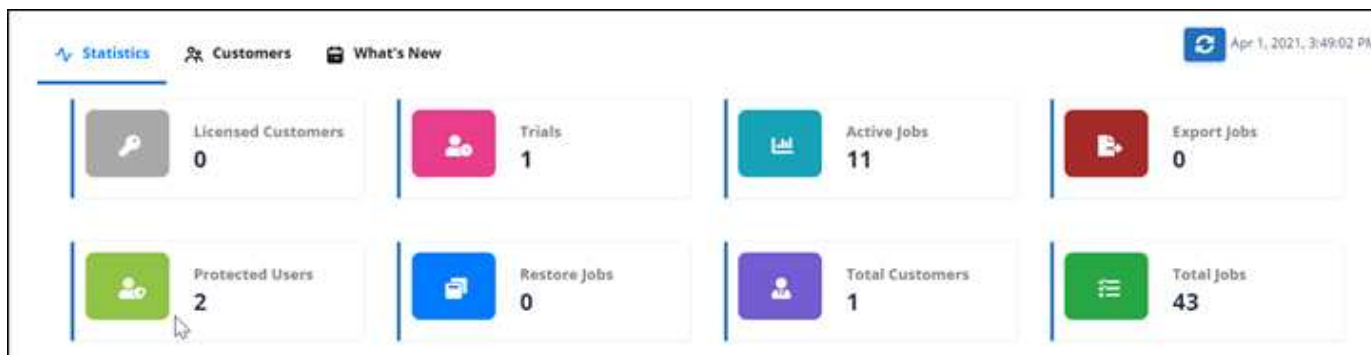 Statistics
Customers
What's New
Apr 1, 2021, 3:49:02 PM
Licensed Customers
0
Trials
1
Active Jobs
11
Export Jobs
0
Protected Users
2
Restore Jobs
0
Total Customers
1
Total Jobs
43